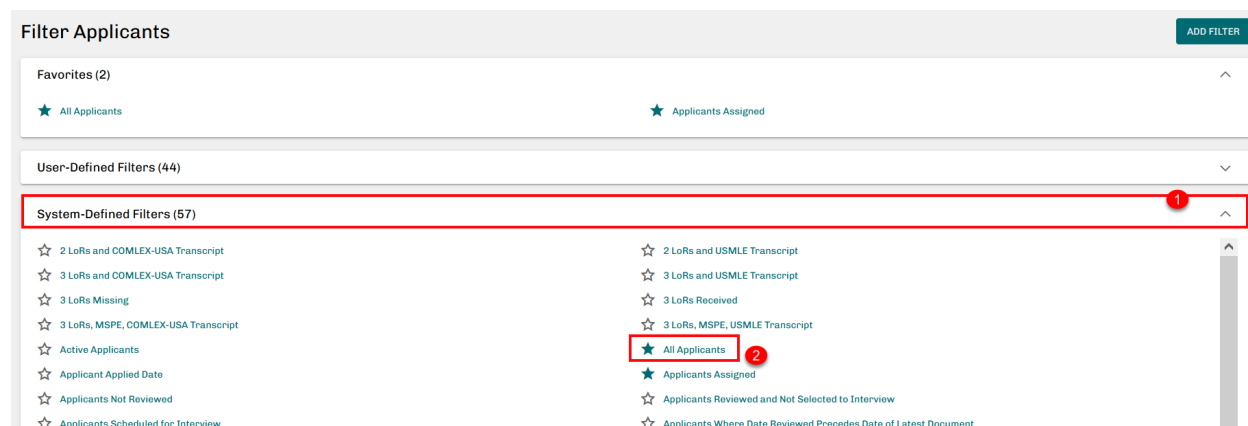 Filter Applicants
ADD FILTER
Favorites (2)
All Applicants
Applicants Assigned
User-Defined Filters (44)
1
System-Defined Filters (57)
2 LoRs and COMLEX-USA Transcript
2 LoRs and USMLE Transcript
3 LoRs and COMLEX-USA Transcript
3 LoRs and USMLE Transcript
3 LoRs Missing
3 LoRs Received
3 LoRs, MSPE, COMLEX-USA Transcript
3 LoRs, MSPE, USMLE Transcript
Active Applicants
All Applicants
2
Applicant Applied Date
Applicants Assigned
Applicants Not Reviewed
Applicants Reviewed and Not Selected to Interview
Applicants Scheduled for Interview
Applicants Where Date Reviewed Precedes Date of Latest Document